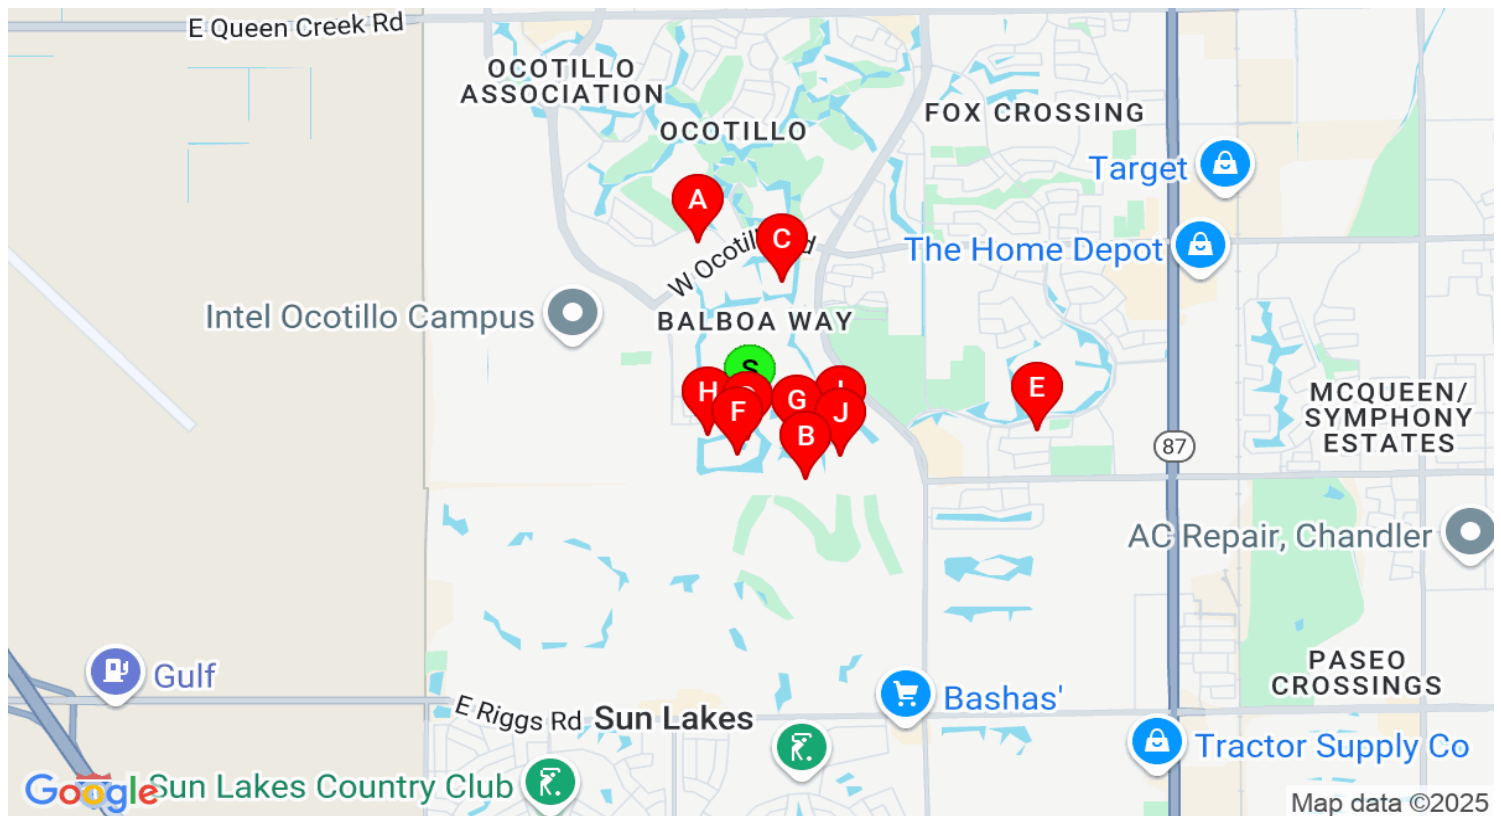 E Queen Creek Rd
OCOTILLO
ASSOCIATION
OCOTILLO
FOX CROSSING
Target
A
C
W Ocotillo Rd
The Home Depot
Intel Ocotillo Campus
BALBOA WAY
S
H
F
G
J
B
E
MCQUEEN/
SYMPHONY
ESTATES
87
AC Repair, Chandler
Gulf
PASEO
CROSSINGS
Bashas'
E Riggs Rd
Sun Lakes
Tractor Supply Co
Google
Sun Lakes Country Club
Map data ©2025